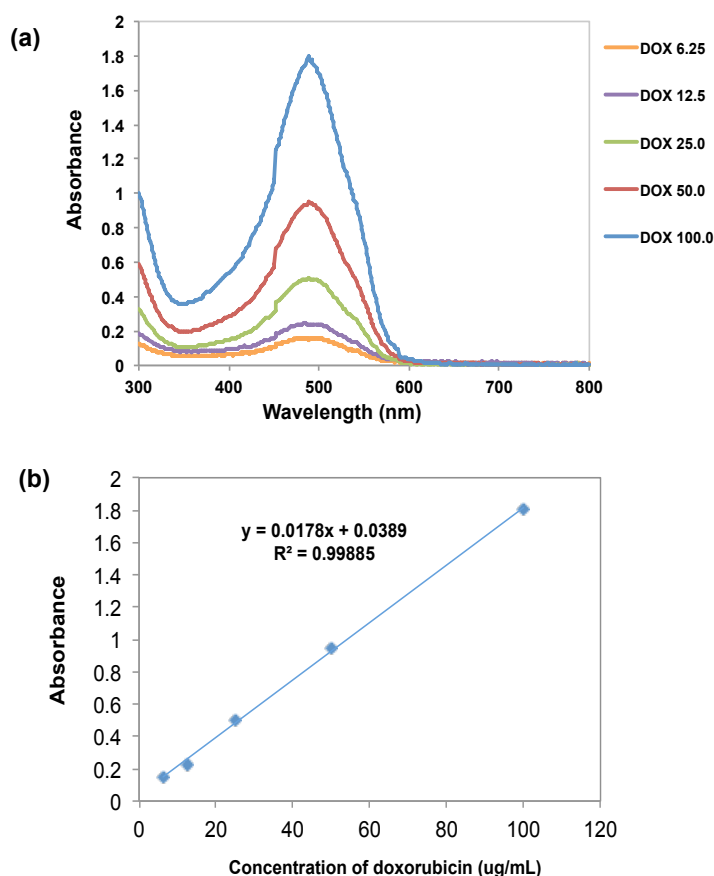 (a)
2
1.8
1.6
1.4
1.2
1
0.8
0.6
0.4
0.2
0
Absorbance
300 400 500 600 700 800
Wavelength (nm)
DOX 6.25
DOX 12.5
DOX 25.0
DOX 50.0
DOX 100.0
(b)
2
1.8
1.6
1.4
1.2
1
0.8
0.6
0.4
0.2
0
Absorbance
y = 0.0178x + 0.0389
R² = 0.99885
0 20 40 60 80 100 120
Concentration of doxorubicin (ug/mL)